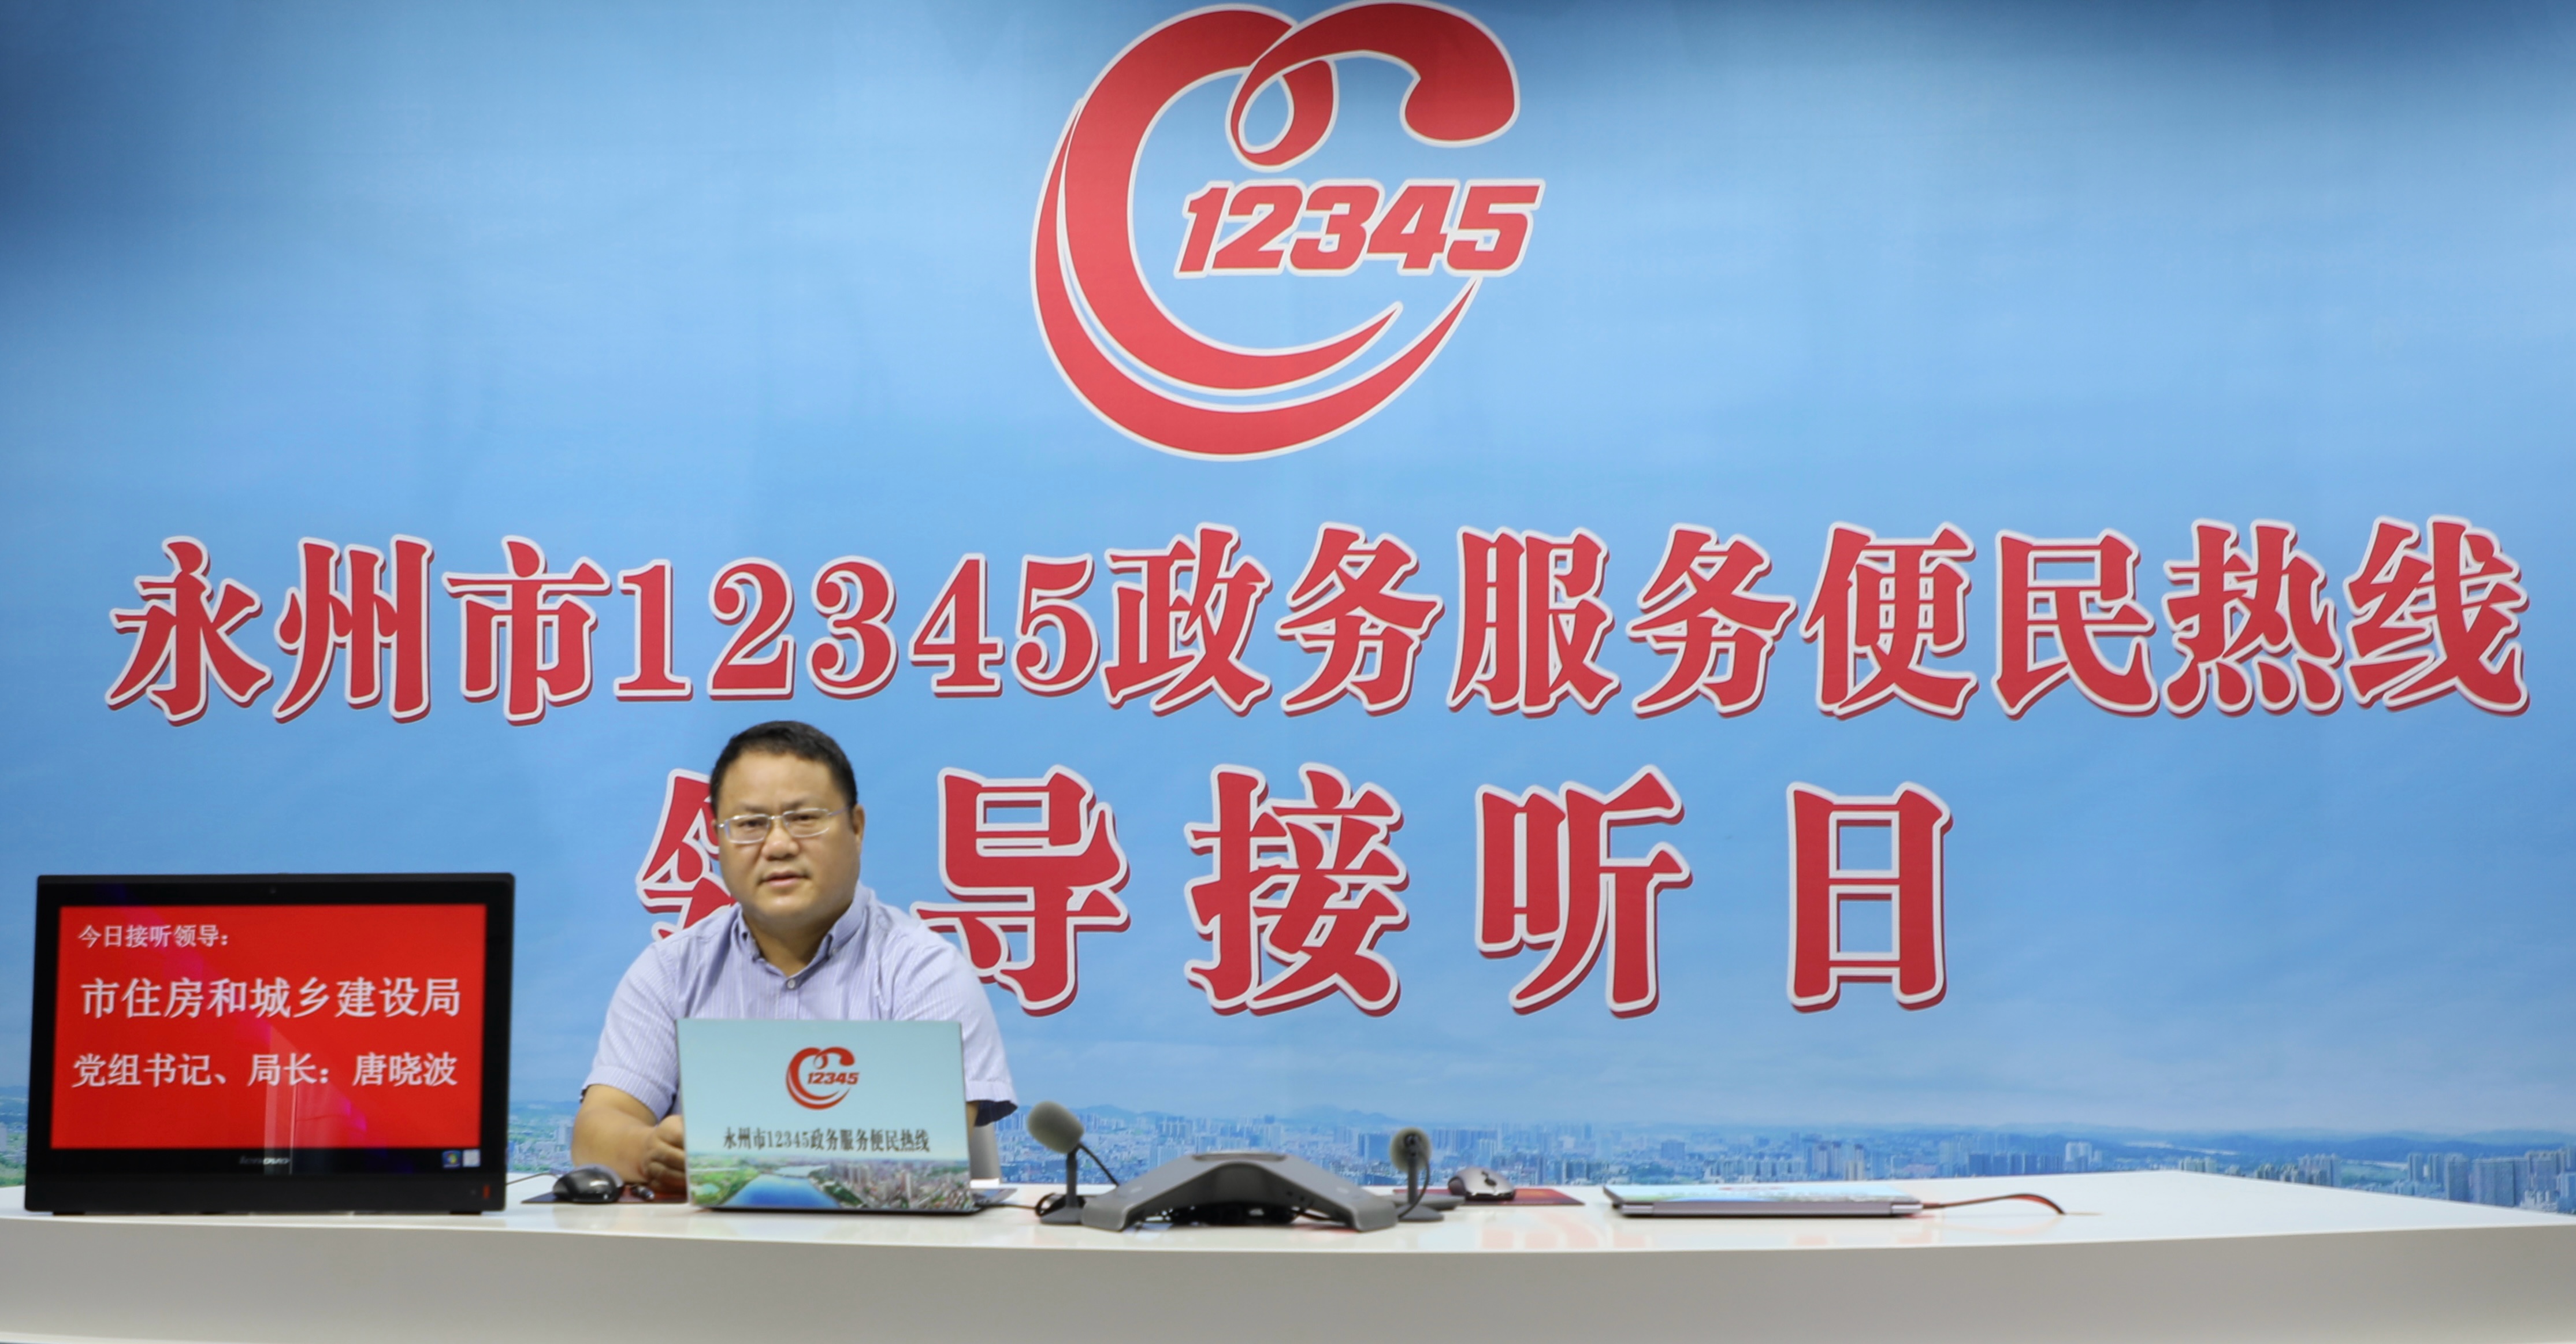 12345
永州市12345政务服务便民热线
领导接听日
今日接听领导：
市住房和城乡建设局
党组书记、局长：唐晓波
12345
永州市12345政务服务便民热线
lenovo